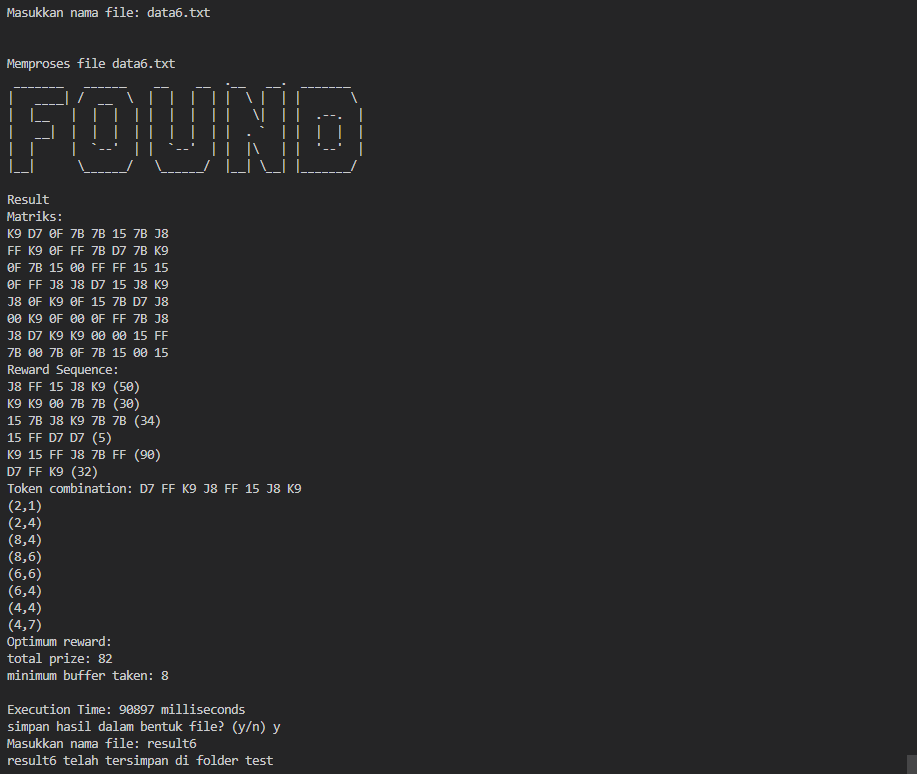 Masukkan nama file: data6.txt
Memproses file data6.txt
FOUND
Result
Matriks:
K9 D7 0F 7B 7B 15 7B J8
FF K9 0F FF 7B D7 7B K9
0F 7B 15 00 FF FF 15 15
0F FF J8 J8 D7 15 J8 K9
J8 0F K9 0F 15 7B D7 J8
00 K9 0F 00 0F FF 7B J8
J8 D7 K9 K9 00 00 15 FF
7B 00 7B 0F 7B 15 00 15
Reward Sequence:
J8 FF 15 J8 K9 (50)
K9 K9 00 7B 7B (30)
15 7B J8 K9 7B 7B (34)
15 FF D7 D7 (5)
K9 15 FF J8 7B FF (90)
D7 FF K9 (32)
Token combination: D7 FF K9 J8 FF 15 J8 K9
(2,1)
(2,4)
(8,4)
(8,6)
(6,6)
(6,4)
(4,4)
(4,7)
Optimum reward:
total prize: 82
minimum buffer taken: 8
Execution Time: 90897 milliseconds
simpan hasil dalam bentuk file? (y/n) y
Masukkan nama file: result6
result6 telah tersimpan di folder test